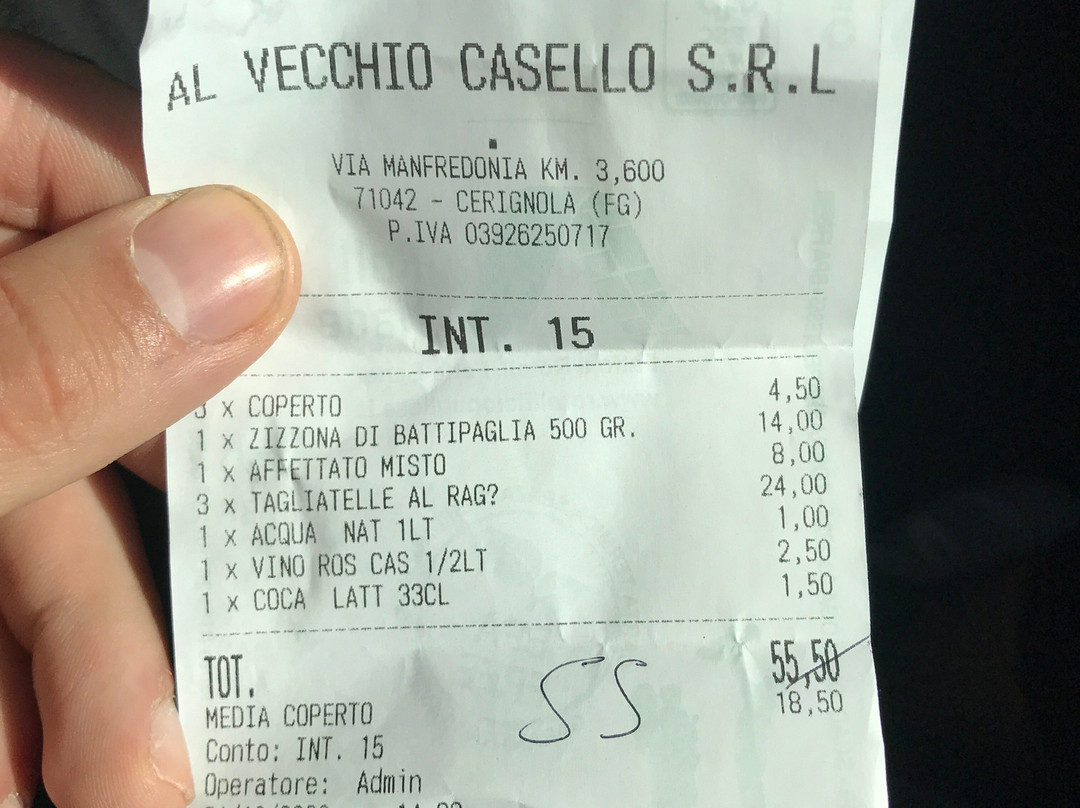 AL VECCHIO CASELLO S.R.L
.
VIA MANFREDONIA KM. 3,600
71042 - CERIGNOLA (FG)
P.IVA 03926250717
INT. 15
3 x COPERTO 4,50
1 x ZIZZONA DI BATTIPAGLIA 500 GR. 14,00
1 x AFFETTATO MISTO 8,00
3 x TAGLIATELLE AL RAG? 24,00
1 x ACQUA NAT 1LT 1,00
1 x VINO ROS CAS 1/2LT 2,50
1 x COCA LATT 33CL 1,50
TOT. 55,50
55
MEDIA COPERTO 18,50
Conto: INT. 15
Operatore: Admin